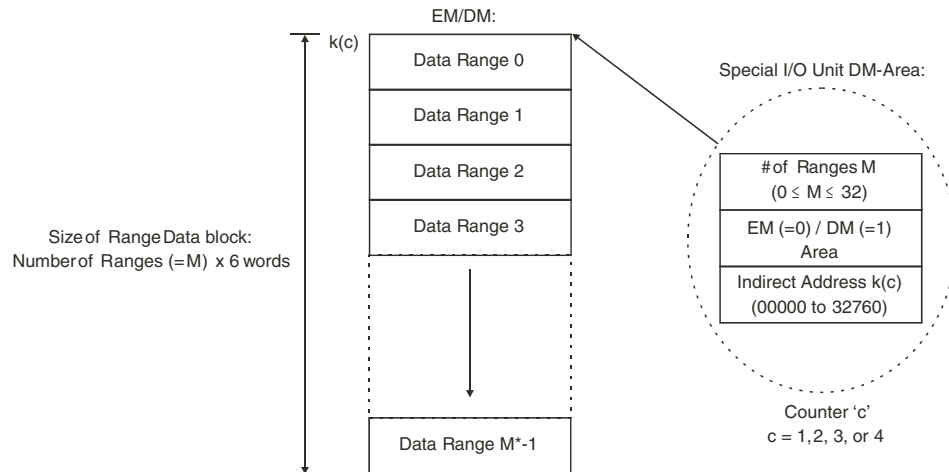 EM/DM:
k(c)
Data Range 0
Data Range 1
Data Range 2
Data Range 3
Data Range M*-1
Size of Range Data block:
Number of Ranges (=M) x 6 words
Special I/O Unit DM-Area:
# of Ranges M
(0 ≤ M ≤ 32)
EM (=0) / DM (=1)
Area
Indirect Address k(c)
(00000 to 32760)
Counter ‘c’
c = 1,2, 3, or 4